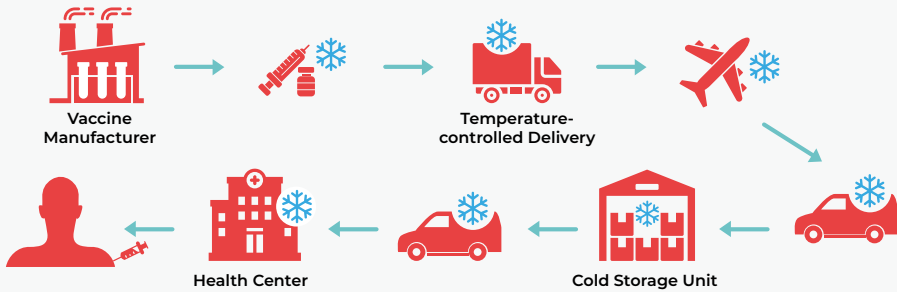 Vaccine
Manufacturer
Temperature-
controlled Delivery
Health Center
Cold Storage Unit